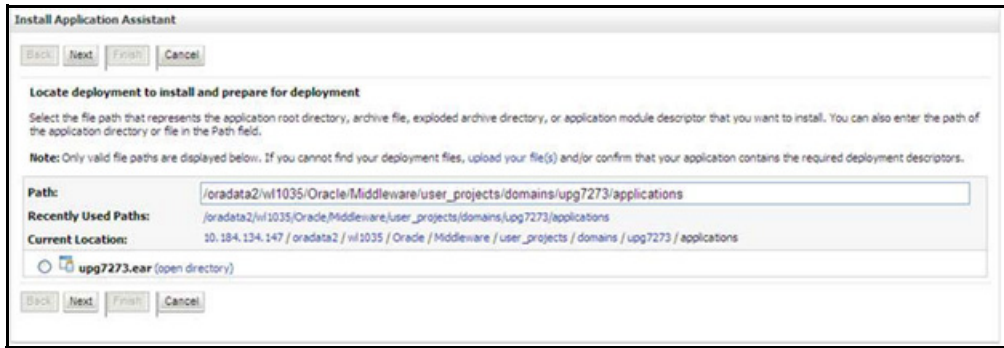 Install Application Assistant
Back Next Finish Cancel
Locate deployment to install and prepare for deployment
Select the file path that represents the application root directory, archive file, exploded archive directory, or application module descriptor that you want to install. You can also enter the path of
the application directory or file in the Path field.
Note: Only valid file paths are displayed below. If you cannot find your deployment files, upload your file(s) and/or confirm that your application contains the required deployment descriptors.
Path: /oradata2/wl1035/Oracle/Middleware/user_projects/domains/upg7273/applications
Recently Used Paths: /oradata2/wl1035/Oracle/Middleware/user_projects/domains/upg7273/applications
Current Location: 10.184.134.147 / oradata2 / wl1035 / Oracle / Middleware / user_projects / domains / upg7273 / applications
upg7273.ear (open directory)
Back Next Finish Cancel